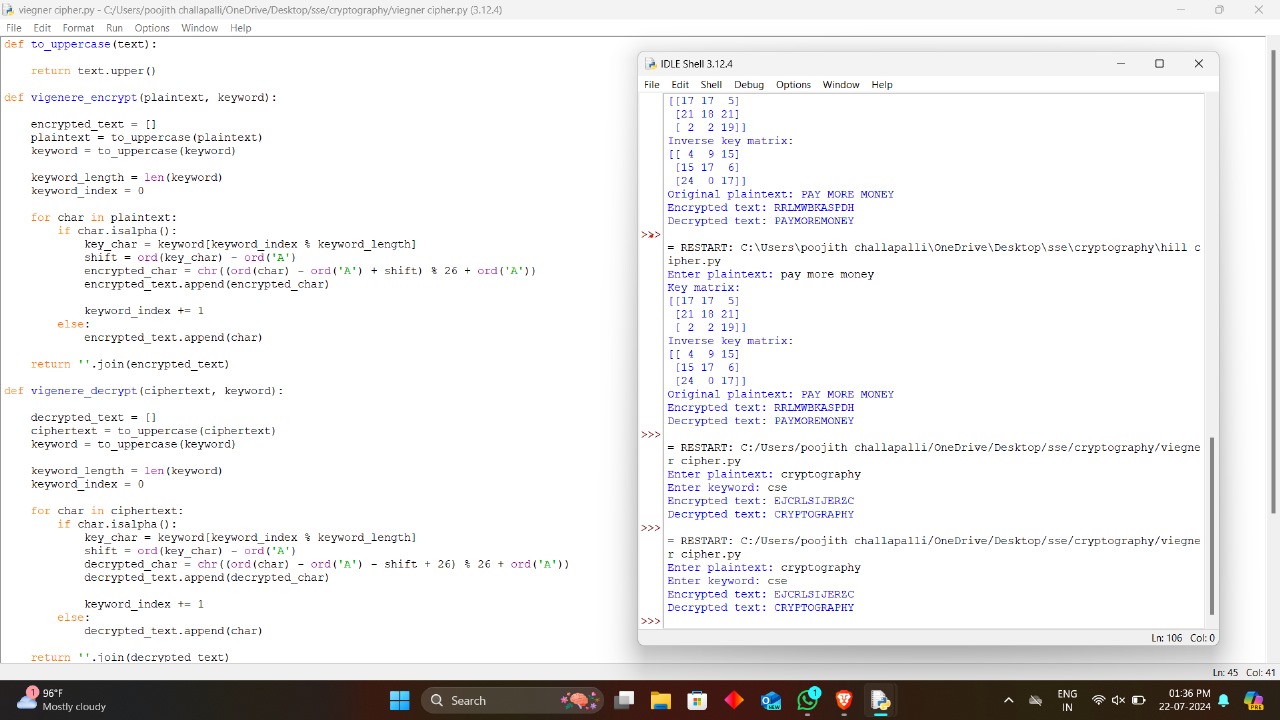 viegner cipher.py - C:/Users/poojith challapalli/OneDrive/Desktop/sse/cryptography/viegner cipher.py (3.12.4)
File Edit Format Run Options Window Help
def to_uppercase(text):
return text.upper()
def vigenere_encrypt(plaintext, keyword):
encrypted_text = []
plaintext = to_uppercase(plaintext)
keyword = to_uppercase(keyword)
keyword_length = len(keyword)
keyword_index = 0
for char in plaintext:
if char.isalpha():
key_char = keyword[keyword_index % keyword_length]
shift = ord(key_char) - ord('A')
encrypted_char = chr((ord(char) - ord('A') + shift) % 26 + ord('A'))
encrypted_text.append(encrypted_char)
keyword_index += 1
else:
encrypted_text.append(char)
return ''.join(encrypted_text)
def vigenere_decrypt(ciphertext, keyword):
decrypted_text = []
ciphertext = to_uppercase(ciphertext)
keyword = to_uppercase(keyword)
keyword_length = len(keyword)
keyword_index = 0
for char in ciphertext:
if char.isalpha():
key_char = keyword[keyword_index % keyword_length]
shift = ord(key_char) - ord('A')
decrypted_char = chr((ord(char) - ord('A') - shift + 26) % 26 + ord('A'))
decrypted_text.append(decrypted_char)
keyword_index += 1
else:
decrypted_text.append(char)
return ''.join(decrypted_text)
IDLE Shell 3.12.4
File Edit Shell Debug Options Window Help
[[17 17 5]
[21 18 21]
[ 2 2 19]]
Inverse key matrix:
[[ 4 9 15]
[15 17 6]
[24 0 17]]
Original plaintext: PAY MORE MONEY
Encrypted text: RRLMWBKASPDH
Decrypted text: PAYMOREMONEY
>>>
= RESTART: C:\Users\poojith challapalli\OneDrive\Desktop\sse\cryptography\hill c
ipher.py
Enter plaintext: pay more money
Key matrix:
[[17 17 5]
[21 18 21]
[ 2 2 19]]
Inverse key matrix:
[[ 4 9 15]
[15 17 6]
[24 0 17]]
Original plaintext: PAY MORE MONEY
Encrypted text: RRLMWBKASPDH
Decrypted text: PAYMOREMONEY
>>>
= RESTART: C:/Users/poojith challapalli/OneDrive/Desktop/sse/cryptography/viegne
r cipher.py
Enter plaintext: cryptography
Enter keyword: cse
Encrypted text: EJCRLSIJERZC
Decrypted text: CRYPTOGRAPHY
>>>
= RESTART: C:/Users/poojith challapalli/OneDrive/Desktop/sse/cryptography/viegne
r cipher.py
Enter plaintext: cryptography
Enter keyword: cse
Encrypted text: EJCRLSIJERZC
Decrypted text: CRYPTOGRAPHY
>>>
Ln: 106 Col: 0
Ln: 45 Col: 41
1
96°F
Mostly cloudy
Search
NEW
1
ENG
IN
01:36 PM
22-07-2024
PRE